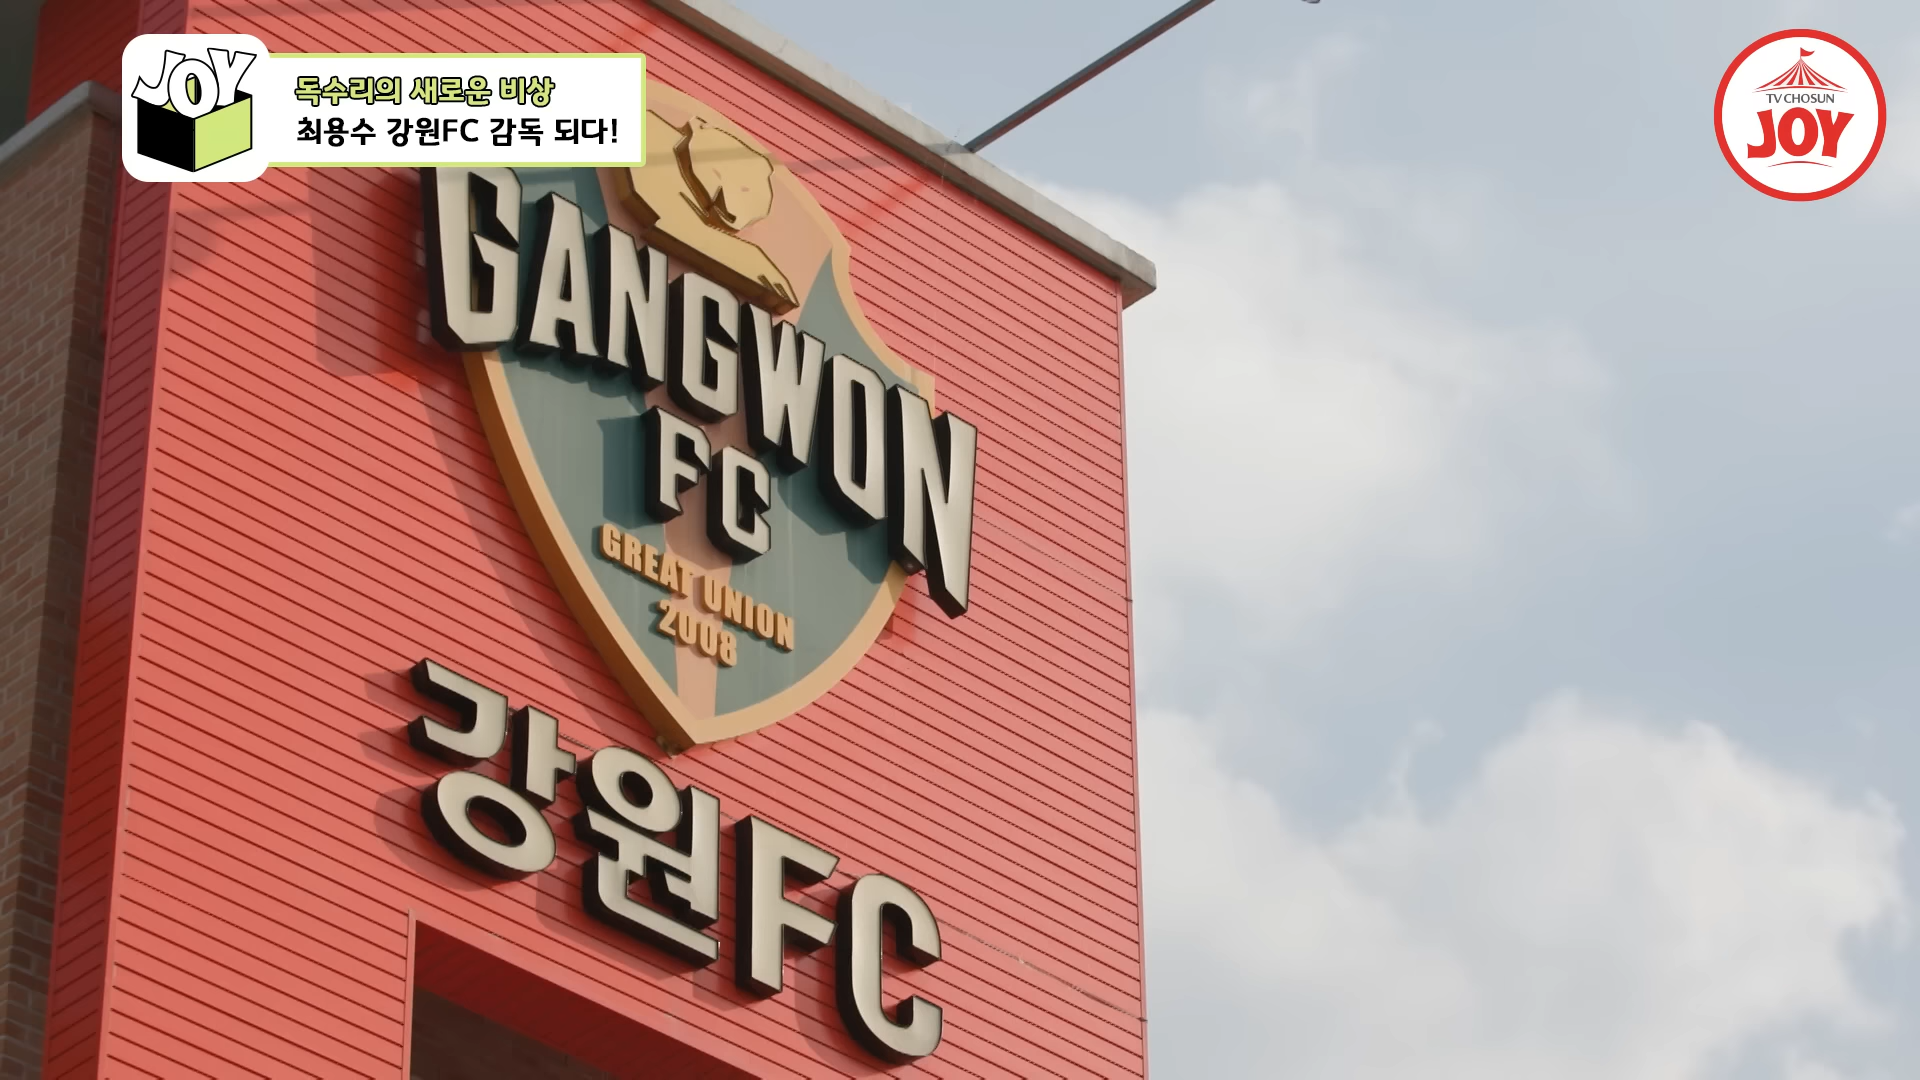 JOY
독수리의 새로운 비상
최용수 강원FC 감독 되다!
TV CHOSUN
JOY
GANGWON
FC
GREAT UNION
2008
강원FC